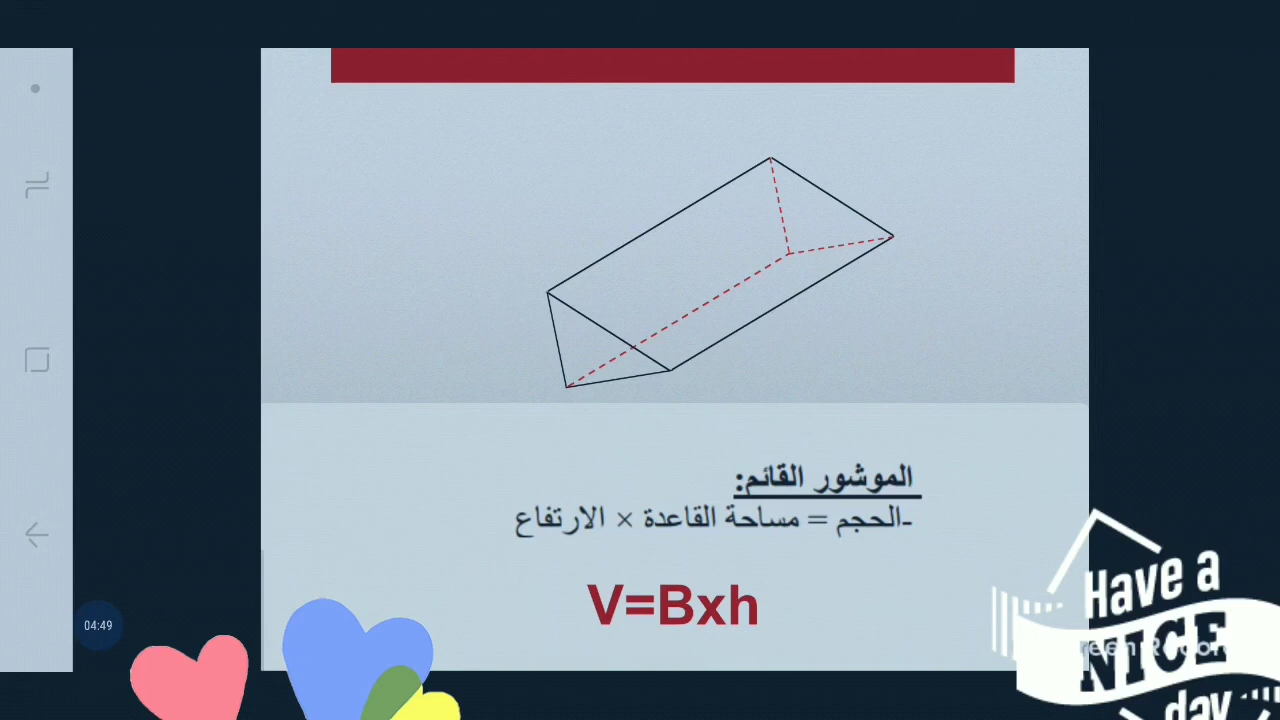 الموشور القائم:
-الحجم = مساحة القاعدة × الارتفاع
V=Bxh
04:49
Have a
NICE
day